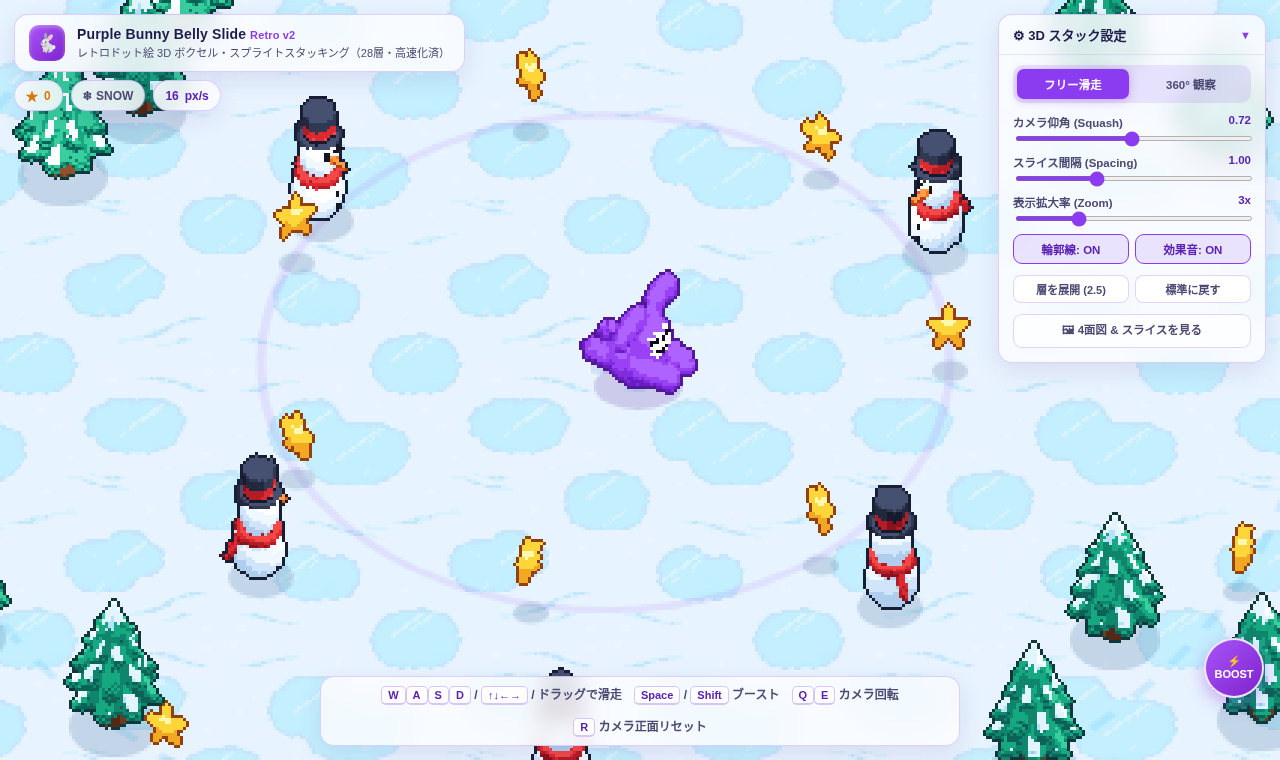 Purple Bunny Belly Slide Retro v2
レトロドット絵 3D ボクセル・スプライトスタッキング（28層・高速化済）
★ 0
❄ SNOW
16 px/s
⚙ 3D スタック設定 ▼
フリー滑走
360° 観察
カメラ仰角 (Squash) 0.72
スライス間隔 (Spacing) 1.00
表示拡大率 (Zoom) 3x
輪郭線: ON
効果音: ON
層を展開 (2.5)
標準に戻す
🖼 4面図 & スライスを見る
⚡
BOOST
W A S D / ↑↓←→ / ドラッグで滑走 Space / Shift ブースト Q E カメラ回転
R カメラ正面リセット